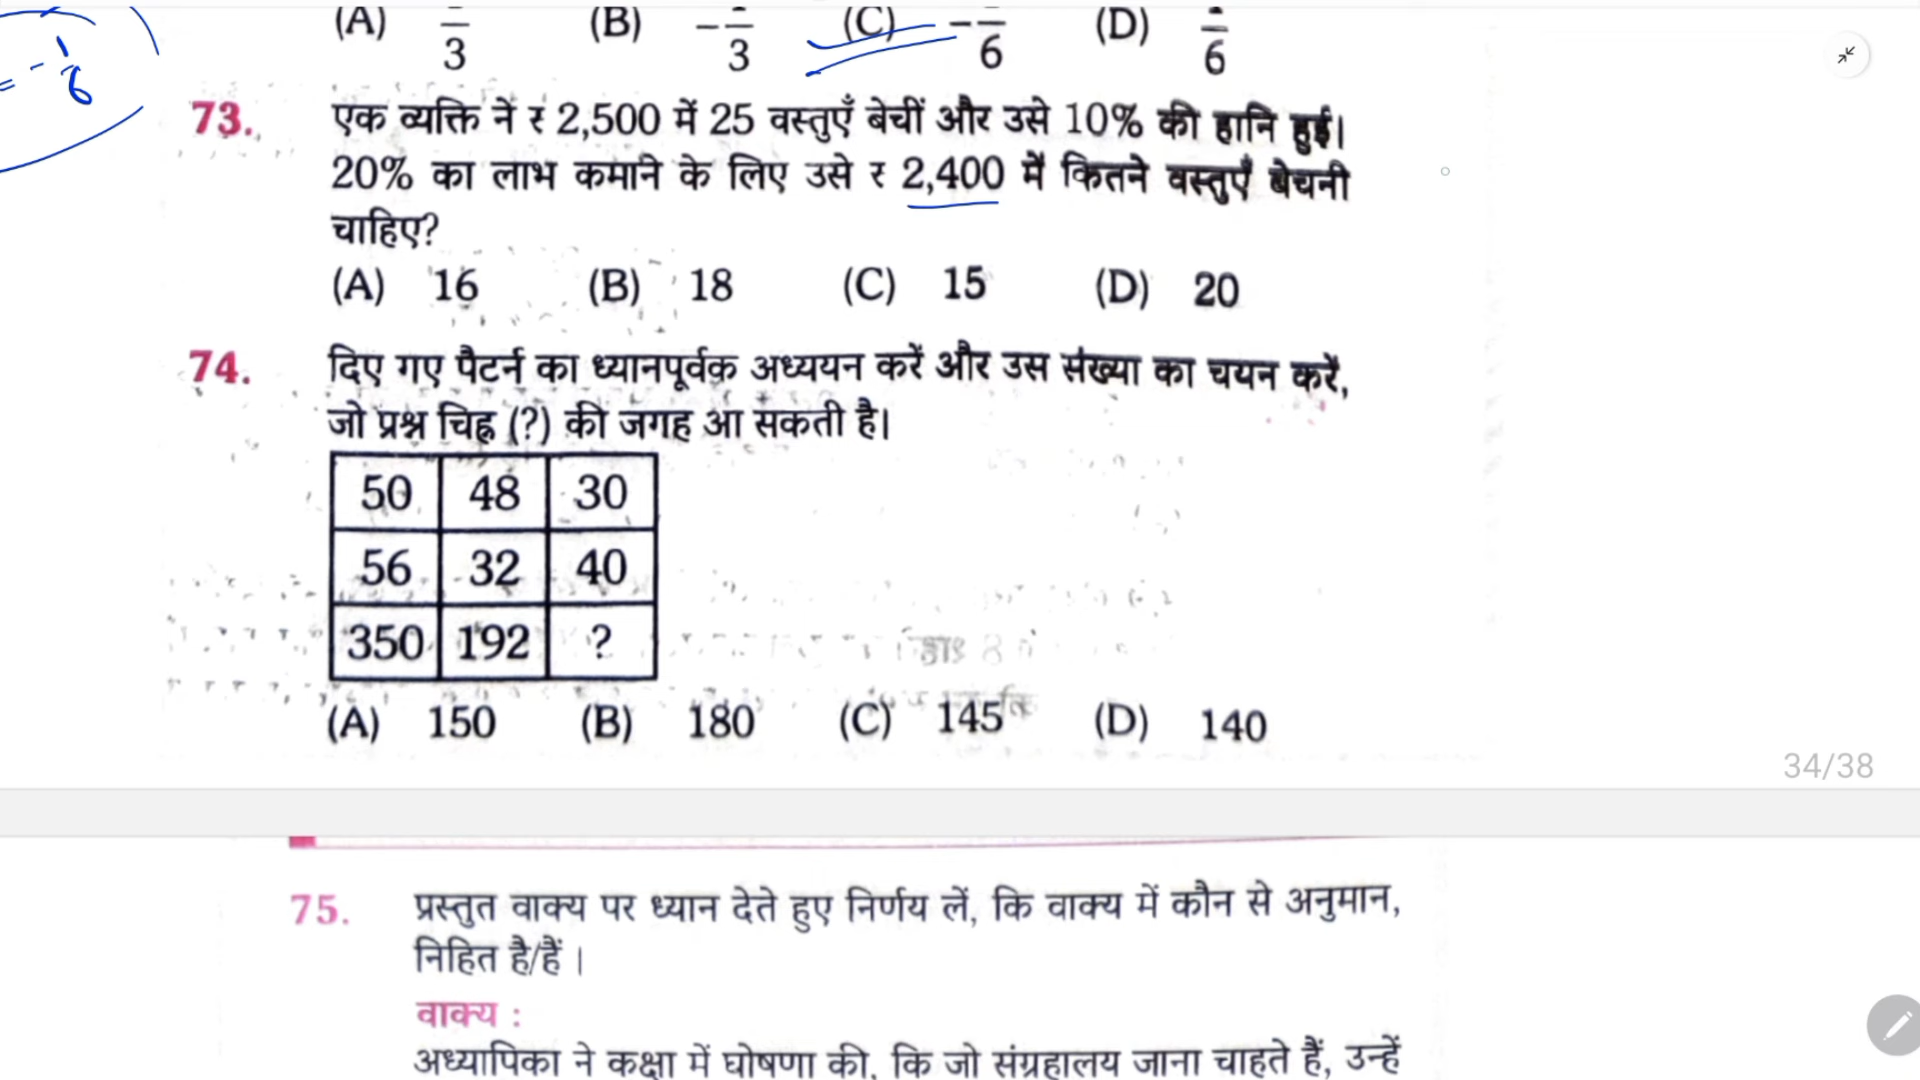 (A) 3 (B) - 3 (C) - 6 (D) 6
= - 1 6
73. एक व्यक्ति ने ₹ 2,500 में 25 वस्तुएँ बेचीं और उसे 10% की हानि हुई।
20% का लाभ कमाने के लिए उसे ₹ 2,400 में कितने वस्तुएँ बेचनी
चाहिए?
(A) 16 (B) 18 (C) 15 (D) 20
74. दिए गए पैटर्न का ध्यानपूर्वक अध्ययन करें और उस संख्या का चयन करें,
जो प्रश्न चिह्न (?) की जगह आ सकती है।
50 48 30
56 32 40
350 192 ?
(A) 150 (B) 180 (C) 145 (D) 140
34/38
75. प्रस्तुत वाक्य पर ध्यान देते हुए निर्णय लें, कि वाक्य में कौन से अनुमान,
निहित है/हैं।
वाक्य :
अध्यापिका ने कक्षा में घोषणा की, कि जो संग्रहालय जाना चाहते हैं, उन्हें